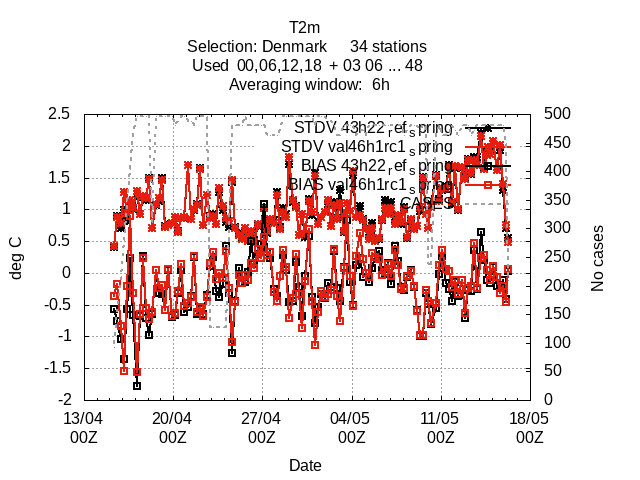 T2m
Selection: Denmark 34 stations
Used 00,06,12,18 + 03 06 ... 48
Averaging window: 6h
2.5
2
1.5
1
0.5
0
-0.5
-1
-1.5
-2
deg C
500
450
400
350
300
250
200
150
100
50
0
No cases
STDV 43h22_ref_spring
STDV val46h1rc1_spring
BIAS 43h22_ref_spring
BIAS val46h1rc1_spring
CASES
13/04 20/04 27/04 04/05 11/05 18/05
00Z 00Z 00Z 00Z 00Z 00Z
Date